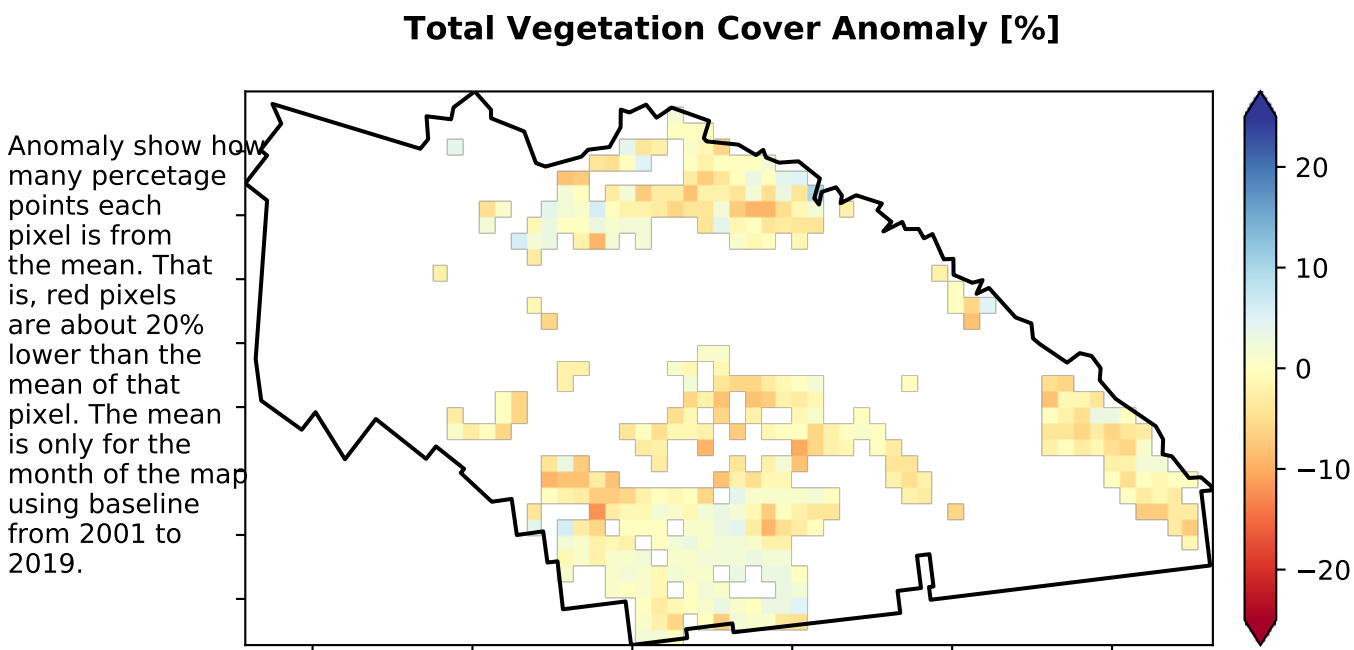 Total Vegetation Cover Anomaly [%]
Anomaly show how
many percetage
points each
pixel is from
the mean. That
is, red pixels
are about 20%
lower than the
mean of that
pixel. The mean
is only for the
month of the map
using baseline
from 2001 to
2019.
20
10
0
−10
−20